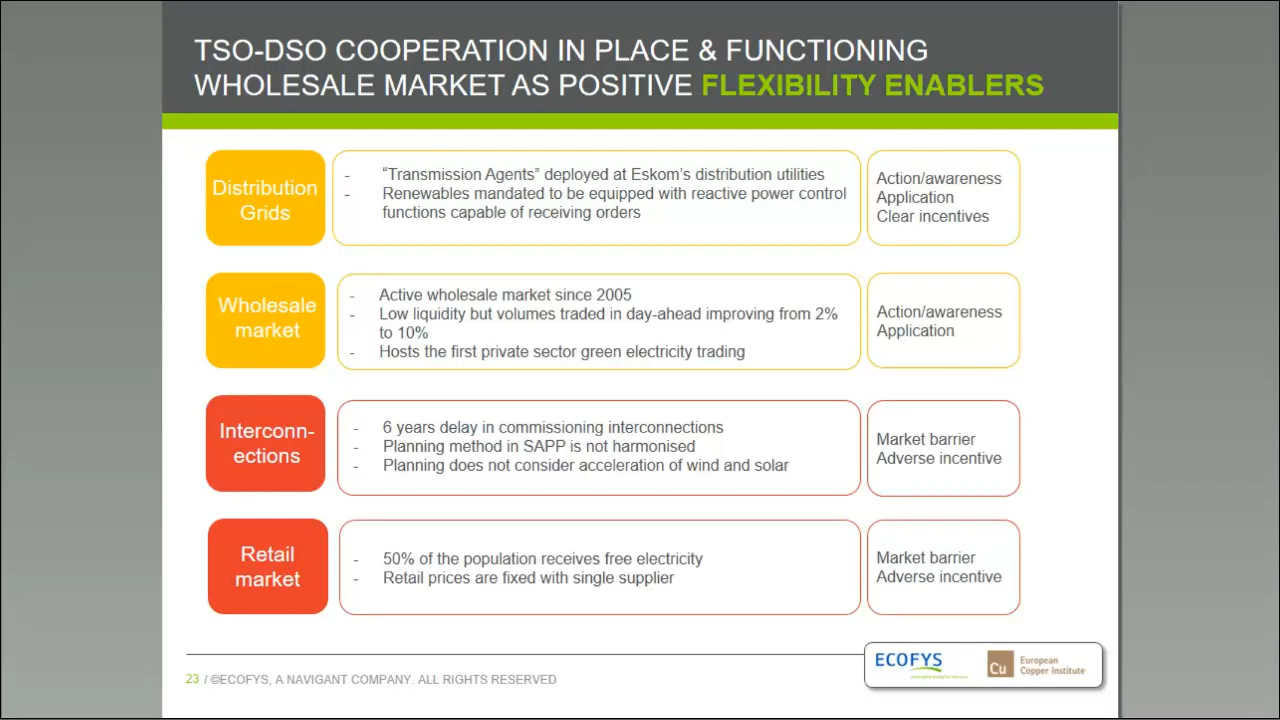 TSO-DSO COOPERATION IN PLACE & FUNCTIONING
WHOLESALE MARKET AS POSITIVE FLEXIBILITY ENABLERS
Distribution
Grids
- “Transmission Agents” deployed at Eskom’s distribution utilities
- Renewables mandated to be equipped with reactive power control
functions capable of receiving orders
Action/awareness
Application
Clear incentives
Wholesale
market
- Active wholesale market since 2005
- Low liquidity but volumes traded in day-ahead improving from 2%
to 10%
- Hosts the first private sector green electricity trading
Action/awareness
Application
Interconn-
ections
- 6 years delay in commissioning interconnections
- Planning method in SAPP is not harmonised
- Planning does not consider acceleration of wind and solar
Market barrier
Adverse incentive
Retail
market
- 50% of the population receives free electricity
- Retail prices are fixed with single supplier
Market barrier
Adverse incentive
23 / ©ECOFYS, A NAVIGANT COMPANY. ALL RIGHTS RESERVED
ECOFYS
Cu
European
Copper Institute